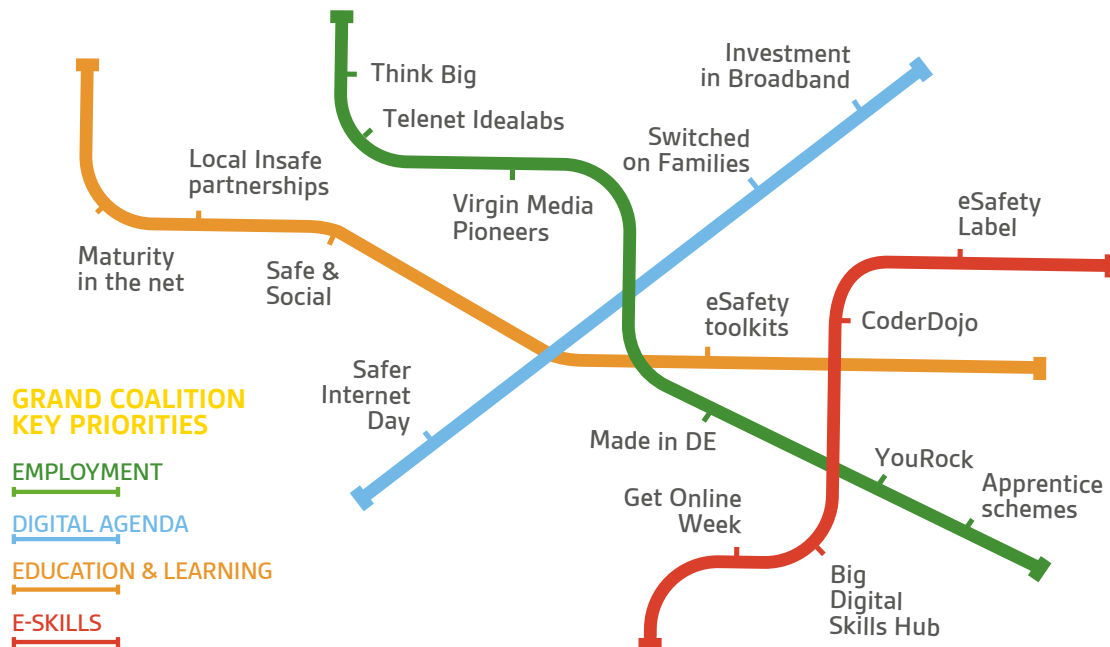 Think Big
Telenet Idealabs
Virgin Media
Pioneers
Investment
in Broadband
Switched
on Families
Local Insafe
partnerships
Maturity
in the net
Safe &
Social
eSafety
Label
eSafety
toolkits
CoderDojo
Safer
Internet
Day
Made in DE
YouRock
Apprentice
schemes
Get Online
Week
Big
Digital
Skills Hub
GRAND COALITION
KEY PRIORITIES
EMPLOYMENT
DIGITAL AGENDA
EDUCATION & LEARNING
E-SKILLS